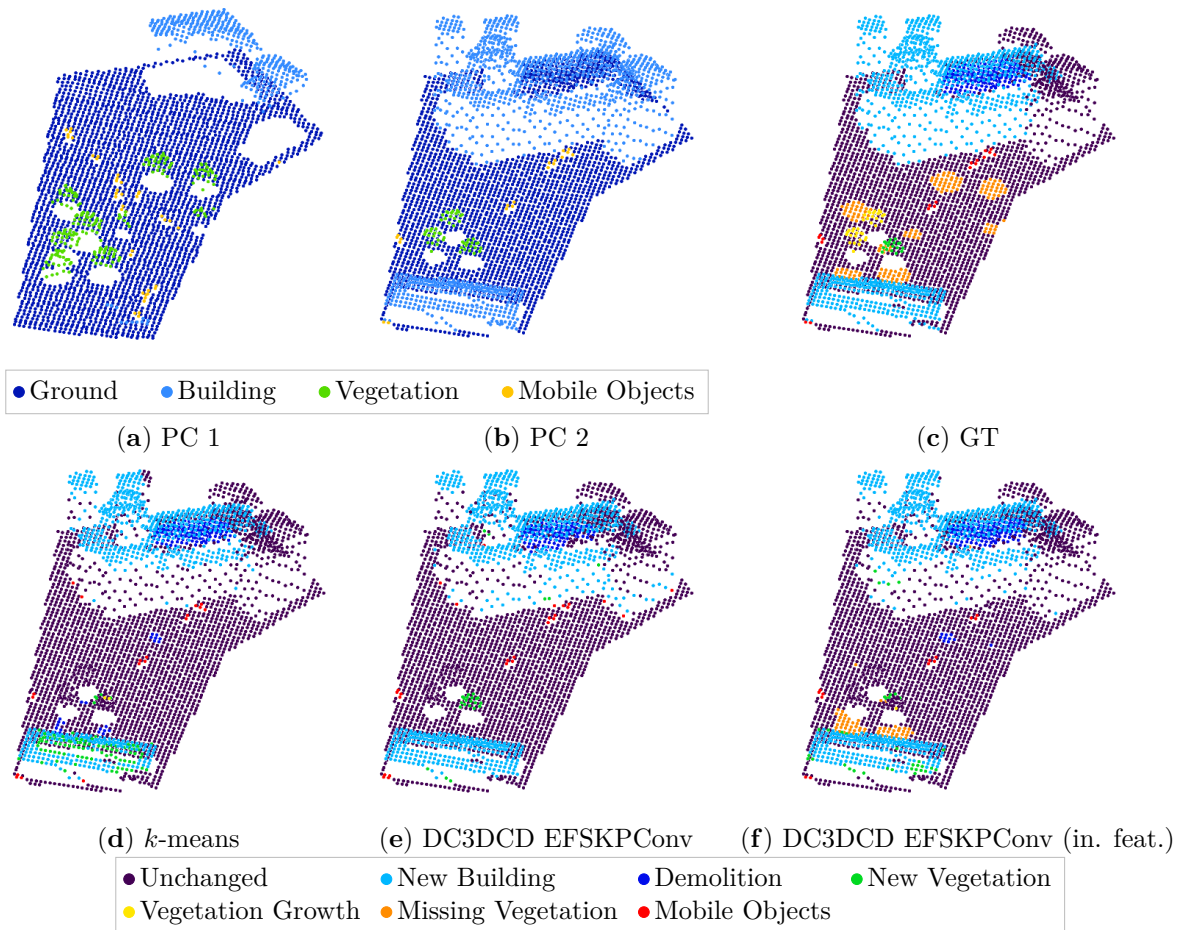 Ground Building Vegetation Mobile Objects
(a) PC 1 (b) PC 2 (c) GT
(d) k-means (e) DC3DCD EFSKPConv (f) DC3DCD EFSKPConv (in. feat.)
Unchanged New Building Demolition New Vegetation
Vegetation Growth Missing Vegetation Mobile Objects